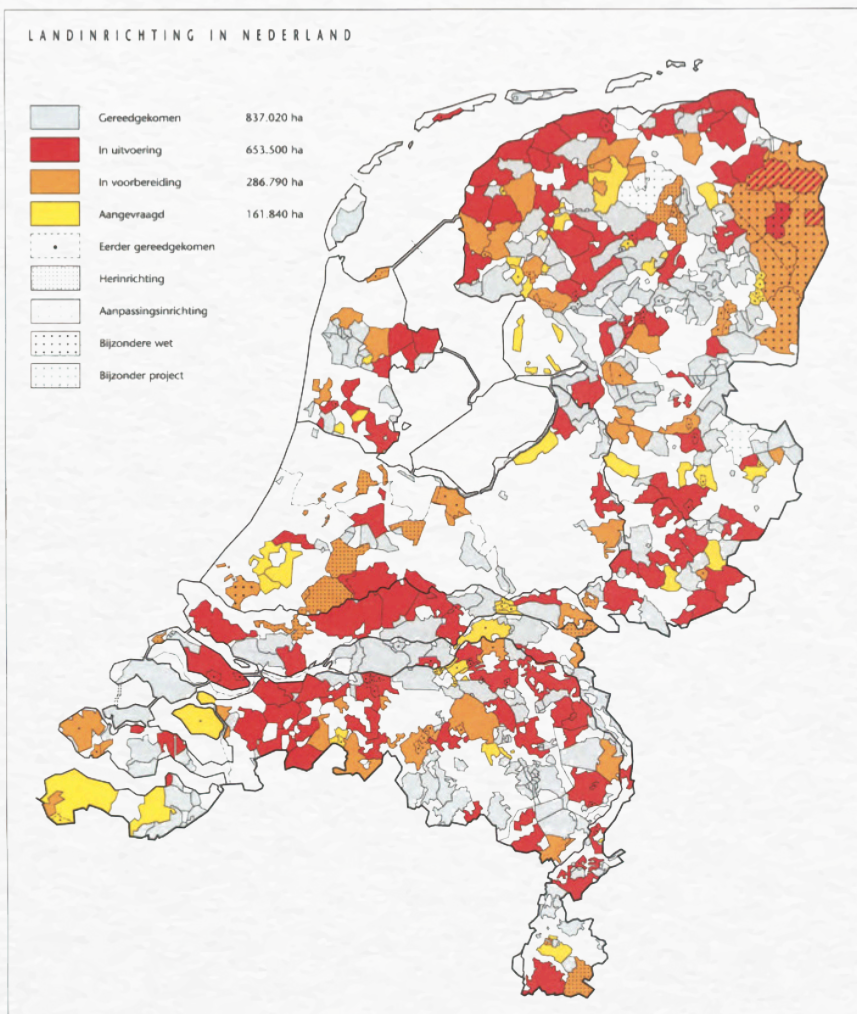 LANDINRICHTING IN NEDERLAND
Gereedgekomen 837.020 ha
In uitvoering 653.500 ha
In voorbereiding 286.790 ha
Aangevraagd 161.840 ha
Eerder gereedgekomen
Herinrichting
Aanpassingsinrichting
Bijzondere wet
Bijzonder project